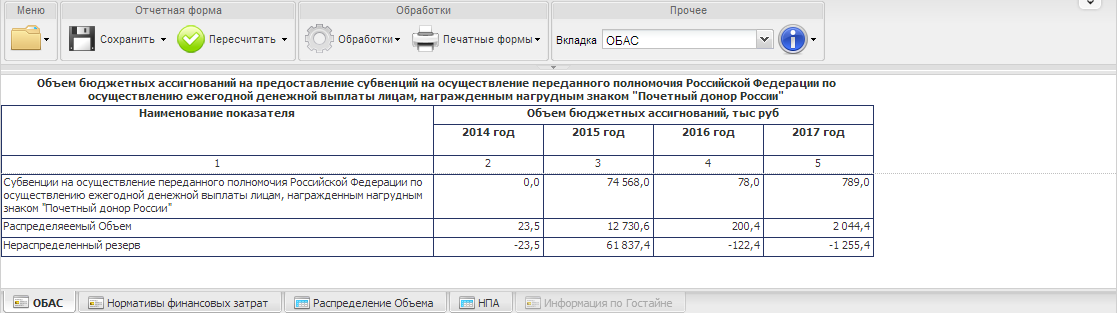 Меню Отчетная форма Обработки Прочее
Сохранить Пересчитать Обработки Печатные формы Вкладка ОБАС
Объем бюджетных ассигнований на предоставление субвенций на осуществление переданного полномочия Российской Федерации по
осуществлению ежегодной денежной выплаты лицам, награжденным нагрудным знаком "Почетный донор России"
Наименование показателя Объем бюджетных ассигнований, тыс руб
2014 год 2015 год 2016 год 2017 год
1 2 3 4 5
Субвенции на осуществление переданного полномочия Российской Федерации по 0,0 74 568,0 78,0 789,0
осуществлению ежегодной денежной выплаты лицам, награжденным нагрудным
знаком "Почетный донор России"
Распределяеемый Объем 23,5 12 730,6 200,4 2 044,4
Нераспределенный резерв -23,5 61 837,4 -122,4 -1 255,4
ОБАС Нормативы финансовых затрат Распределение Объема НПА Информация по Гостайне